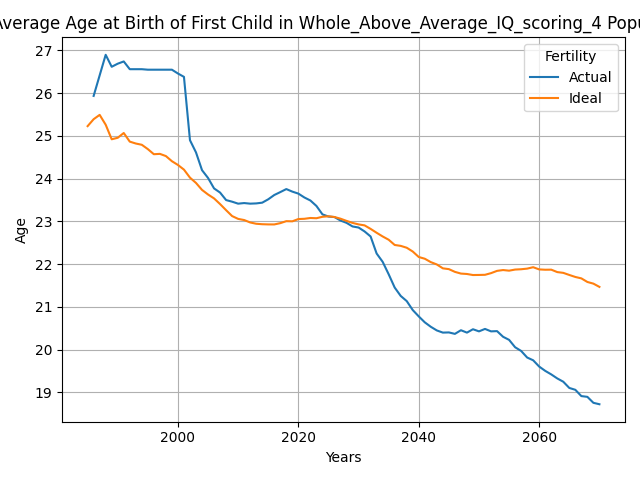 Average Age at Birth of First Child in Whole_Above_Average_IQ_scoring_4
Fertility
Actual
Ideal
27
26
25
24
23
22
21
20
19
Age
2000 2020 2040 2060
Years